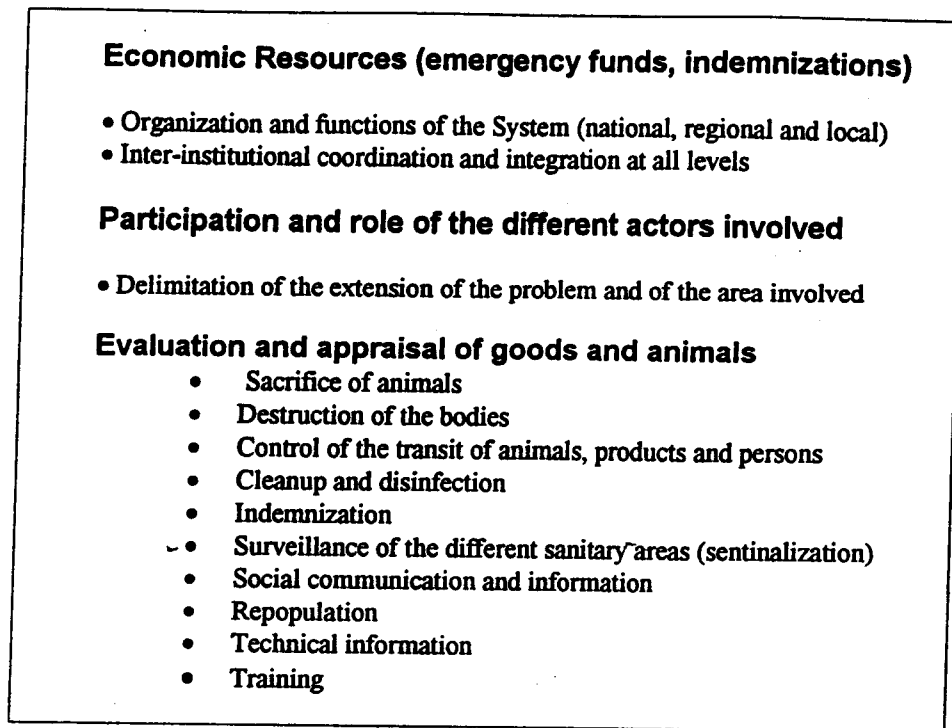 Economic Resources (emergency funds, indemnizations)
• Organization and functions of the System (national, regional and local)
• Inter-institutional coordination and integration at all levels
Participation and role of the different actors involved
• Delimitation of the extension of the problem and of the area involved
Evaluation and appraisal of goods and animals
• Sacrifice of animals
• Destruction of the bodies
• Control of the transit of animals, products and persons
• Cleanup and disinfection
• Indemnization
• Surveillance of the different sanitary areas (sentinalization)
• Social communication and information
• Repopulation
• Technical information
• Training